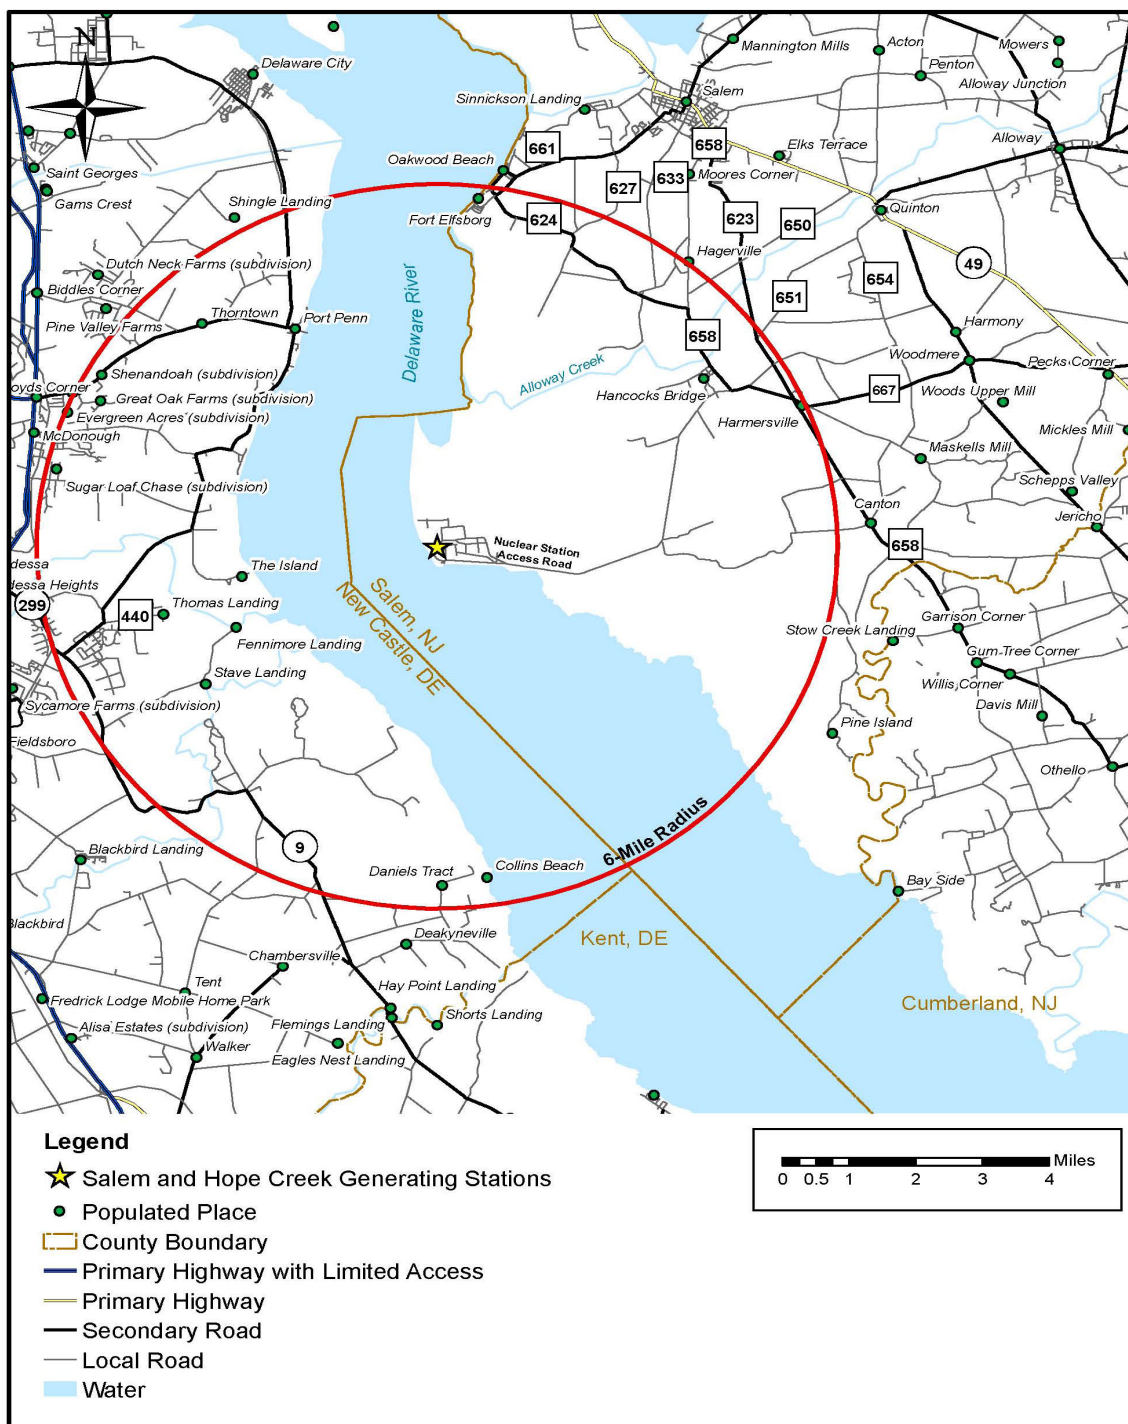 N
Delaware City
Mannington Mills
Acton
Mowers
Penton
Alloway Junction
Sinnickson Landing
Salem
661
658
Alloway
Elks Terrace
Oakwood Beach
Saint Georges
627
633
Moores Corner
Gams Crest
Shingle Landing
Fort Elfsborg
624
623
650
Quinton
Hagerville
49
Dutch Neck Farms (subdivision)
654
Biddles Corner
651
Delaware River
Thorntown
Port Penn
Pine Valley Farms
658
Harmony
Woodmere
Pecks Corner
Alloway Creek
Shenandoah (subdivision)
oyds Corner
Hancocks Bridge
667
Woods Upper Mill
Great Oak Farms (subdivision)
Evergreen Acres (subdivision)
Harmersville
McDonough
Mickles Mill
Maskells Mill
Sugar Loaf Chase (subdivision)
Schepps Valley
Canton
Jericho
658
Nuclear Station
Access Road
dessa
The Island
dessa Heights
299
440
Thomas Landing
Salem, NJ
New Castle, DE
Garrison Corner
Stow Creek Landing
Fennimore Landing
Gum Tree Corner
Stave Landing
Willis Corner
Sycamore Farms (subdivision)
Davis Mill
Pine Island
Fieldsboro
Othello
6-Mile Radius
9
Blackbird Landing
Daniels Tract
Collins Beach
Bay Side
Blackbird
Deakyneville
Kent, DE
Chambersville
Tent
Hay Point Landing
Fredrick Lodge Mobile Home Park
Cumberland, NJ
Shorts Landing
Alisa Estates (subdivision)
Flemings Landing
Walker
Eagles Nest Landing
Legend
Salem and Hope Creek Generating Stations
Populated Place
County Boundary
Primary Highway with Limited Access
Primary Highway
Secondary Road
Local Road
Water
Miles
0 0.5 1 2 3 4